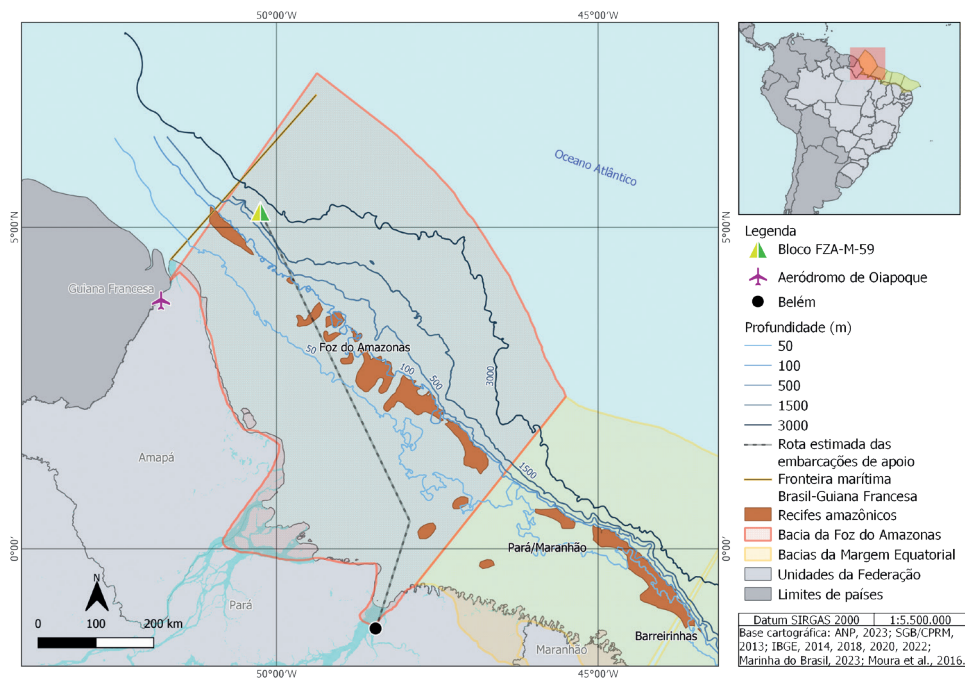 50°00'W
45°00'W
5°00'N
5°00'N
0°00'
0°00'
50°00'W
45°00'W
Oceano Atlântico
Guiana Francesa
Foz do Amazonas
50
100
500
3000
1500
Amapá
Pará
Pará/Maranhão
Barreirinhas
Maranhão
N
0 100 200 km
Legenda
Bloco FZA-M-59
Aeródromo de Oiapoque
Belém
Profundidade (m)
50
100
500
1500
3000
Rota estimada das
embarcações de apoio
Fronteira marítima
Brasil-Guiana Francesa
Recifes amazônicos
Bacia da Foz do Amazonas
Bacias da Margem Equatorial
Unidades da Federação
Limites de países
Datum SIRGAS 2000 1:5.500.000
Base cartográfica: ANP, 2023; SGB/CPRM,
2013; IBGE, 2014, 2018, 2020, 2022;
Marinha do Brasil, 2023; Moura et al., 2016.